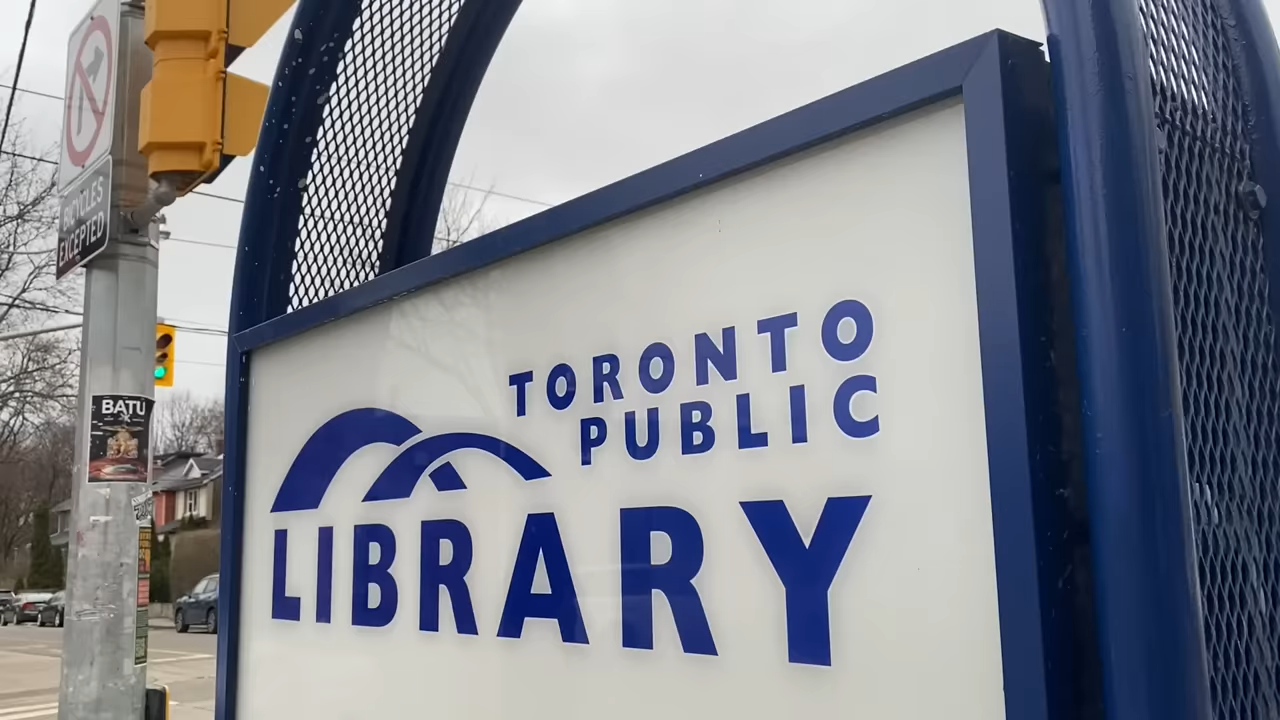 BICYCLES
EXCEPTED
BATU
TORONTO
PUBLIC
LIBRARY